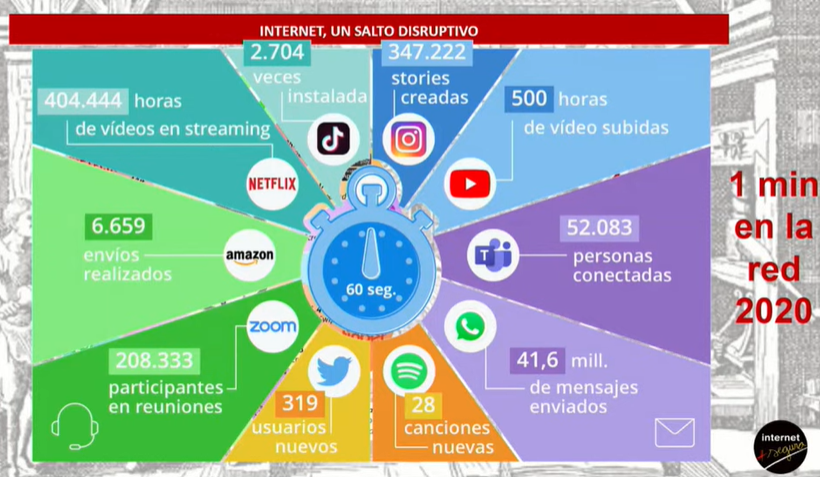 INTERNET, UN SALTO DISRUPTIVO
2.704
veces
instalada
347.222
stories
creadas
404.444 horas
de vídeos en streaming
NETFLIX
500 horas
de vídeo subidas
6.659
envíos
realizados
amazon
60 seg.
T
52.083
personas
conectadas
1 min
en la
red
2020
zoom
208.333
participantes
en reuniones
319
usuarios
nuevos
28
canciones
nuevas
41,6 mill.
de mensajes
enviados
internet
+ segura